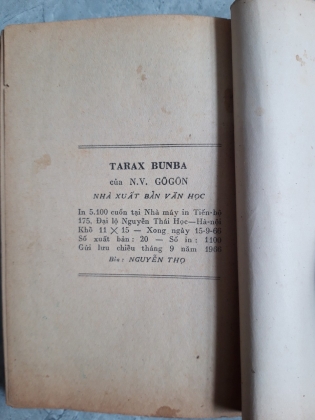 TARAX BUNBA
của N.V. GÔGÔN
NHÀ XUẤT BẢN VĂN HỌC
In 5.100 cuốn tại Nhà máy in Tiến-bộ
175. Đại lộ Nguyễn Thái Học—Hà-nội
Khổ 11 × 15 — Xong ngày 15-9-60
Số xuất bản: 20 — Số in: 1100
Gửi lưu chiểu tháng 9 năm
Bìa: NGUYỄN THỌ